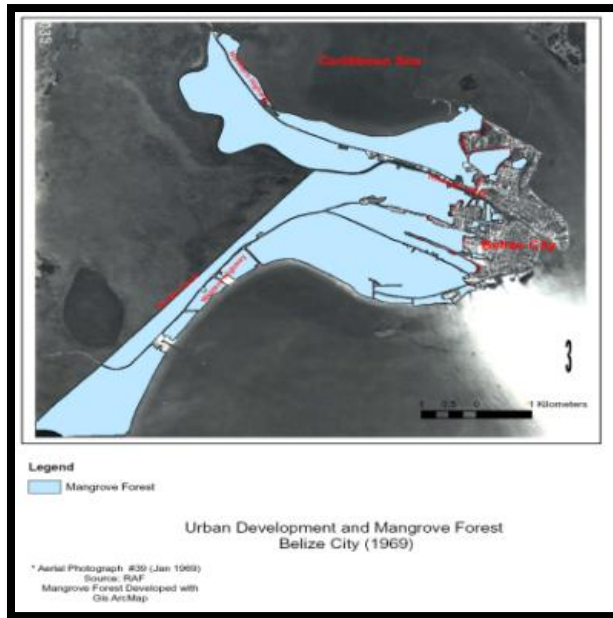 039
Caribbean Sea
Belize City
3
1 0.5 0 1 Kilometers
Legend
Mangrove Forest
Urban Development and Mangrove Forest
Belize City (1969)
* Aerial Photograph #39 (Jan 1969)
Source: RAF
Mangrove Forest Developed with
Gis ArcMap